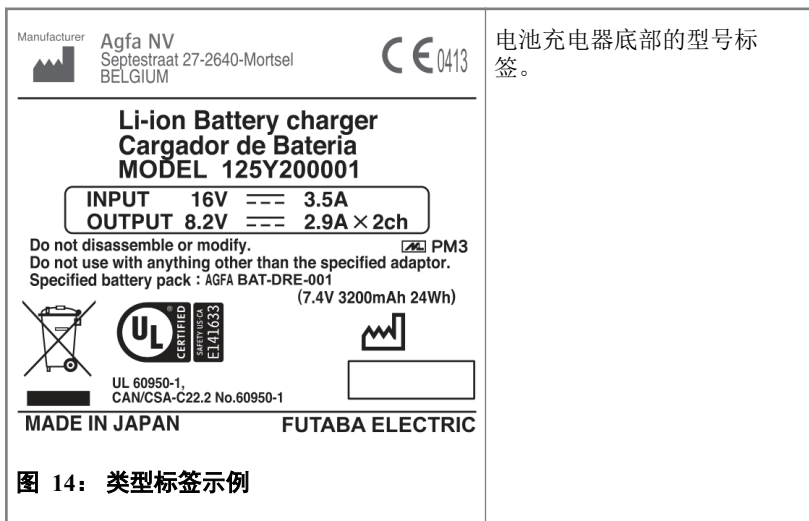 Manufacturer
Agfa NV
Septestraat 27-2640-Mortsel
BELGIUM
CE 0413
Li-ion Battery charger
Cargador de Bateria
MODEL 125Y200001
INPUT 16V ⎓ 3.5A
OUTPUT 8.2V ⎓ 2.9A×2ch
Do not disassemble or modify.
PM3
Do not use with anything other than the specified adaptor.
Specified battery pack : AGFA BAT-DRE-001
(7.4V 3200mAh 24Wh)
UL
®
CERTIFIED
SAFETY US CA
E141633
UL 60950-1,
CAN/CSA-C22.2 No.60950-1
MADE IN JAPAN
FUTABA ELECTRIC
图 14： 类型标签示例
电池充电器底部的型号标
签。